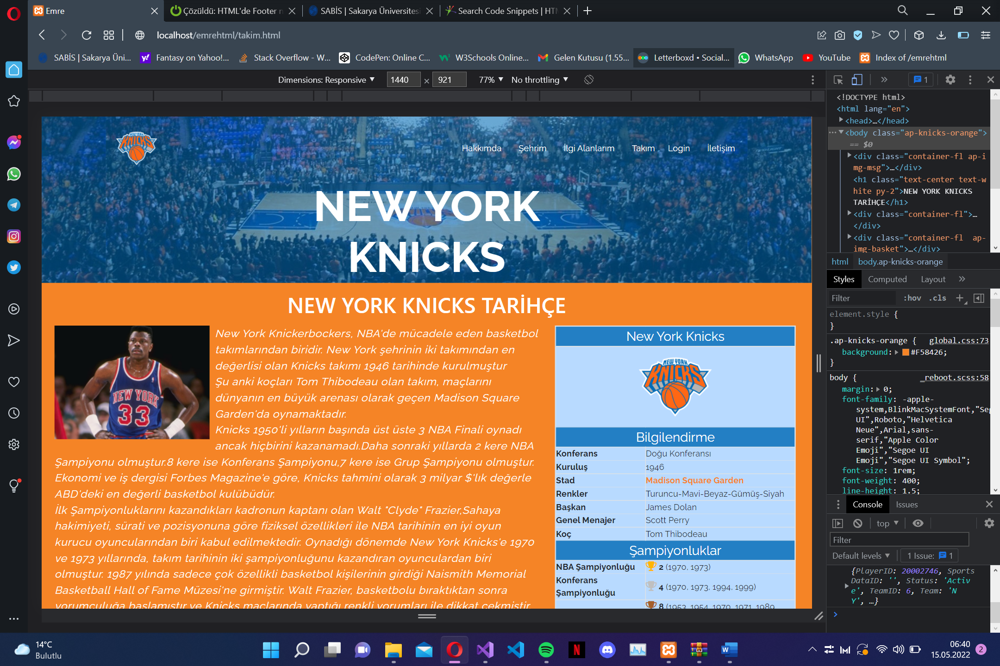 Emre
Çözüldü: HTML'de Footer n
SABİS | Sakarya Üniversitesi
Search Code Snippets | HTM
localhost/emrehtml/takim.html
SABİS | Sakarya Üni...
Fantasy on Yahoo!...
Stack Overflow - W...
CodePen: Online C...
W3Schools Online...
Gelen Kutusu (1.55...
Letterboxd • Social...
WhatsApp
YouTube
Index of /emrehtml
Dimensions: Responsive
1440 × 921
77%
No throttling
1
Hakkımda Şehrim İlgi Alanlarım Takım Login İletişim
NEW YORK
KNICKS
33
NEW YORK
KNICKS
NEW YORK KNICKS TARİHÇE
New York Knickerbockers, NBA'de mücadele eden basketbol
takımlarından biridir. New York şehrinin iki takımından en
değerlisi olan Knicks takımı 1946 tarihinde kurulmuştur
Şu anki koçları Tom Thibodeau olan takım, maçlarını
dünyanın en büyük arenası olarak geçen Madison Square
Garden'da oynamaktadır.
Knicks 1950'li yılların başında üst üste 3 NBA Finali oynadı
ancak hiçbirini kazanamadı.Daha sonraki yıllarda 2 kere NBA
Şampiyonu olmuştur.8 kere ise Konferans Şampiyonu,7 kere ise Grup Şampiyonu olmuştur.
Ekonomi ve iş dergisi Forbes Magazine'e göre, Knicks tahmini olarak 3 milyar $'lık değerle
ABD'deki en değerli basketbol kulübüdür.
İlk Şampiyonluklarını kazandıkları kadronun kaptanı olan Walt "Clyde" Frazier,Sahaya
hakimiyeti, sürati ve pozisyonuna göre fiziksel özellikleri ile NBA tarihinin en iyi oyun
kurucu oyuncularından biri kabul edilmektedir. Oynadığı dönemde New York Knicks'e 1970
ve 1973 yıllarında, takım tarihinin iki şampiyonluğunu kazandıran oyunculardan biri
olmuştur. 1987 yılında sadece çok özellikli basketbol kişilerinin girdiği Naismith Memorial
Basketball Hall of Fame Müzesi'ne girmiştir. Walt Frazier, basketbolu bıraktıktan sonra
yorumculuğa başlamıştır ve Knicks maçlarında yaptığı renkli yorumları ile dikkat çekmiştir.
New York Knicks
NEW YORK
KNICKS
Bilgilendirme
Konferans Doğu Konferansı
Kuruluş 1946
Stad Madison Square Garden
Renkler Turuncu-Mavi-Beyaz-Gümüş-Siyah
Başkan James Dolan
Genel Menajer Scott Perry
Koç Tom Thibodeau
Şampiyonluklar
NBA Şampiyonluğu 2 (1970, 1973)
Konferans
Şampiyonluğu 4 (1970, 1973, 1994, 1999)
8 (1953, 1954, 1970, 1971, 1989,
<!DOCTYPE html>
<html lang="en">
<head>…</head>
<body class="ap-knicks-orange">
== $0
<div class="container-fl ap-i
mg-msg">…</div>
<h1 class="text-center text-w
hite py-2">NEW YORK KNICKS
TARİHÇE</h1>
<div class="container-fl">…
</div>
<div class="container-fl ap-
img-basket">…</div>
html body.ap-knicks-orange
Styles Computed Layout
Filter :hov .cls
element.style {
}
.ap-knicks-orange { global.css:73
background: #F58426;
}
body { _reboot.scss:58
margin: 0;
font-family: -apple-
system,BlinkMacSystemFont,"Seg
UI",Roboto,"Helvetica
Neue",Arial,sans-
serif,"Apple Color
Emoji","Segoe UI
Emoji","Segoe UI Symbol";
font-size: 1rem;
font-weight: 400;
line-height: 1.5;
Console Issues
top
Filter
Default levels 1 Issue: 1
{PlayerID: 20002746, Sports
DataID: '', Status: 'Activ
e', TeamID: 6, Team: 'N
Y', …}
14°C
Bulutlu
06:40
15.05.2022
2